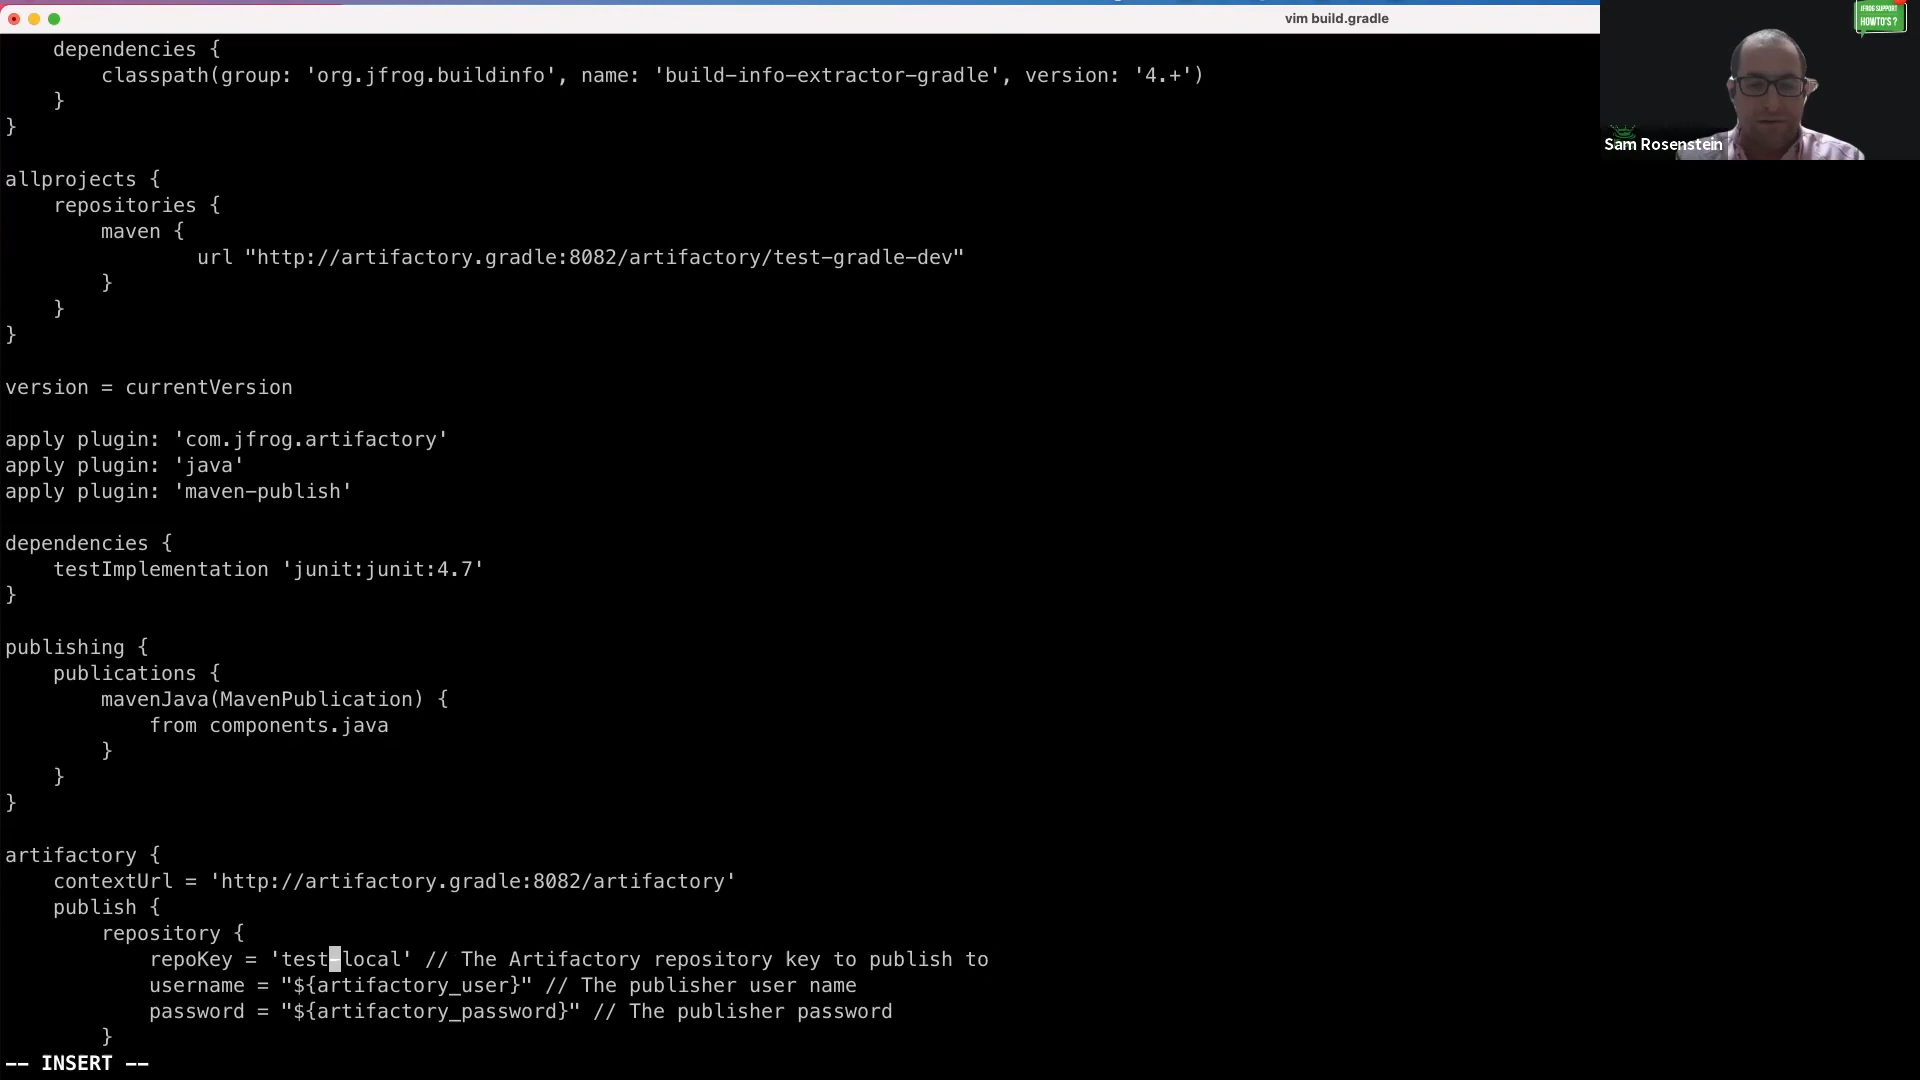 vim build.gradle
JFROG SUPPORT
HOWTO'S ?
Sam Rosenstein
    dependencies {
        classpath(group: 'org.jfrog.buildinfo', name: 'build-info-extractor-gradle', version: '4.+')
    }
}
allprojects {
    repositories {
        maven {
                url "http://artifactory.gradle:8082/artifactory/test-gradle-dev"
        }
    }
}
version = currentVersion
apply plugin: 'com.jfrog.artifactory'
apply plugin: 'java'
apply plugin: 'maven-publish'
dependencies {
    testImplementation 'junit:junit:4.7'
}
publishing {
    publications {
        mavenJava(MavenPublication) {
            from components.java
        }
    }
}
artifactory {
    contextUrl = 'http://artifactory.gradle:8082/artifactory'
    publish {
        repository {
            repoKey = 'test-local' // The Artifactory repository key to publish to
            username = "${artifactory_user}" // The publisher user name
            password = "${artifactory_password}" // The publisher password
        }
-- INSERT --